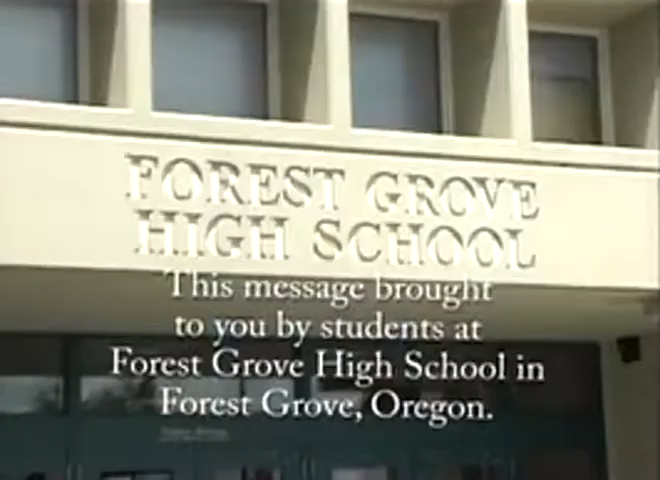 FOREST GROVE
HIGH SCHOOL
This message brought
to you by students at
Forest Grove High School in
Forest Grove, Oregon.